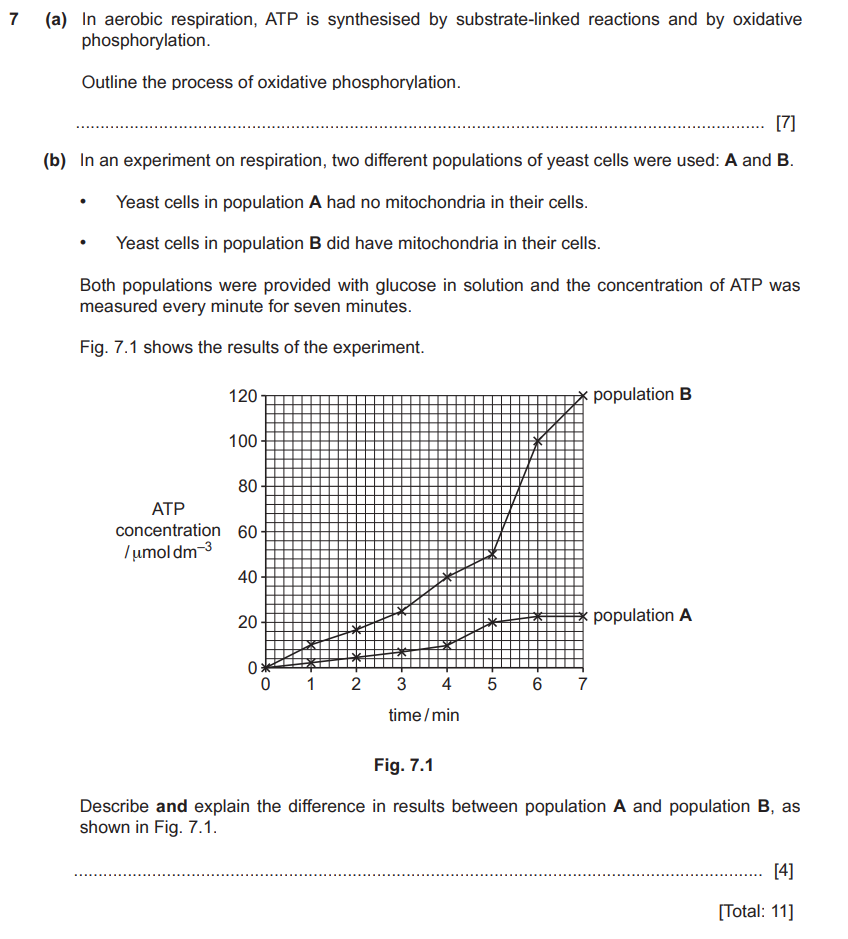 7 (a) In aerobic respiration, ATP is synthesised by substrate-linked reactions and by oxidative
phosphorylation.
Outline the process of oxidative phosphorylation.
.......................................................................................................................................... [7]
(b) In an experiment on respiration, two different populations of yeast cells were used: A and B.
• Yeast cells in population A had no mitochondria in their cells.
• Yeast cells in population B did have mitochondria in their cells.
Both populations were provided with glucose in solution and the concentration of ATP was
measured every minute for seven minutes.
Fig. 7.1 shows the results of the experiment.
120
100
80
60
40
20
0
ATP
concentration
/ μmol dm⁻³
population B
population A
0 1 2 3 4 5 6 7
time / min
Fig. 7.1
Describe and explain the difference in results between population A and population B, as
shown in Fig. 7.1.
.......................................................................................................................................... [4]
[Total: 11]